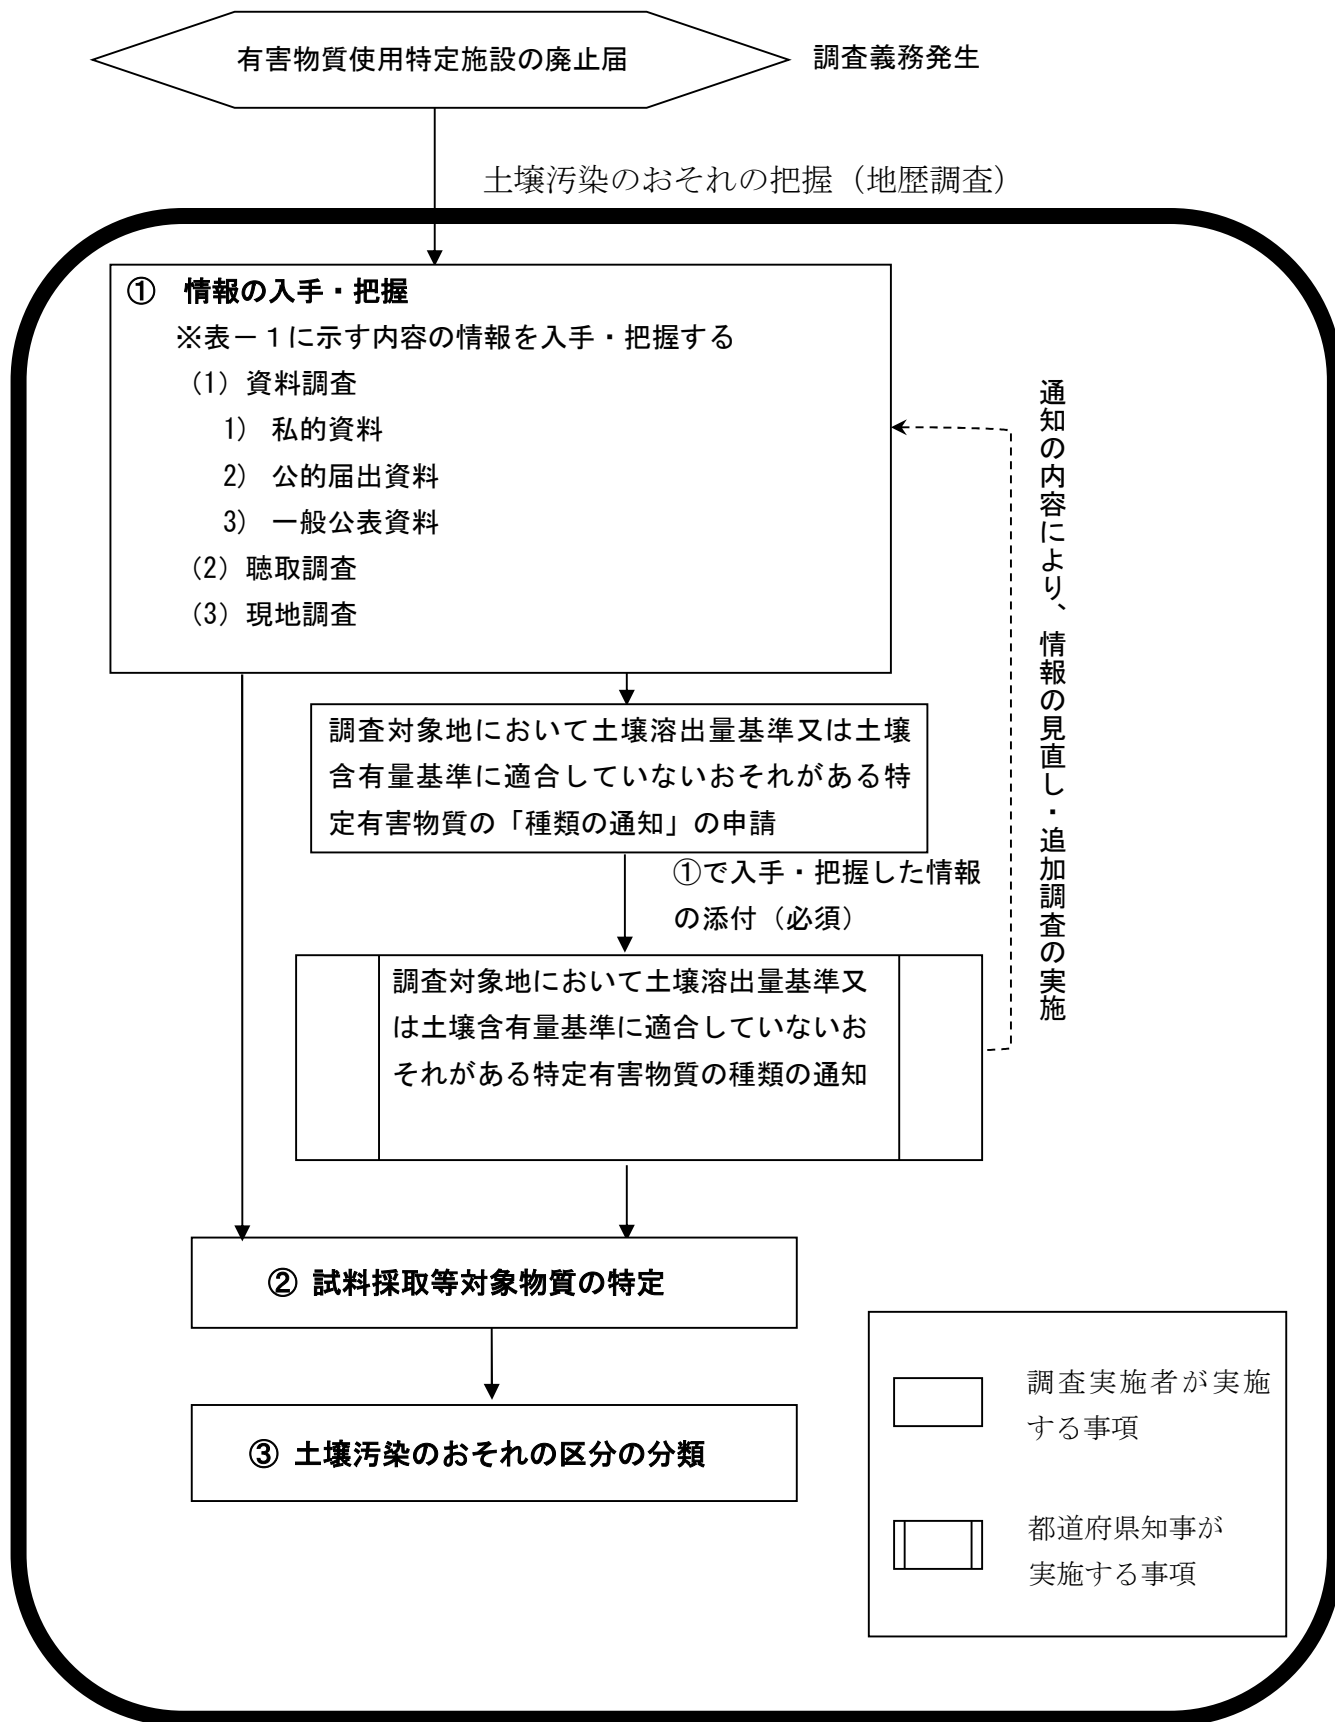 有害物質使用特定施設の廃止届
調査義務発生
土壌汚染のおそれの把握（地歴調査）
① 情報の入手・把握
※表－１に示す内容の情報を入手・把握する
(1) 資料調査
1) 私的資料
2) 公的届出資料
3) 一般公表資料
(2) 聴取調査
(3) 現地調査
通知の内容により、情報の見直し・追加調査の実施
調査対象地において土壌溶出量基準又は土壌
含有量基準に適合していないおそれがある特
定有害物質の「種類の通知」の申請
①で入手・把握した情報
の添付（必須）
調査対象地において土壌溶出量基準又
は土壌含有量基準に適合していないお
それがある特定有害物質の種類の通知
② 試料採取等対象物質の特定
③ 土壌汚染のおそれの区分の分類
調査実施者が実施
する事項
都道府県知事が
実施する事項